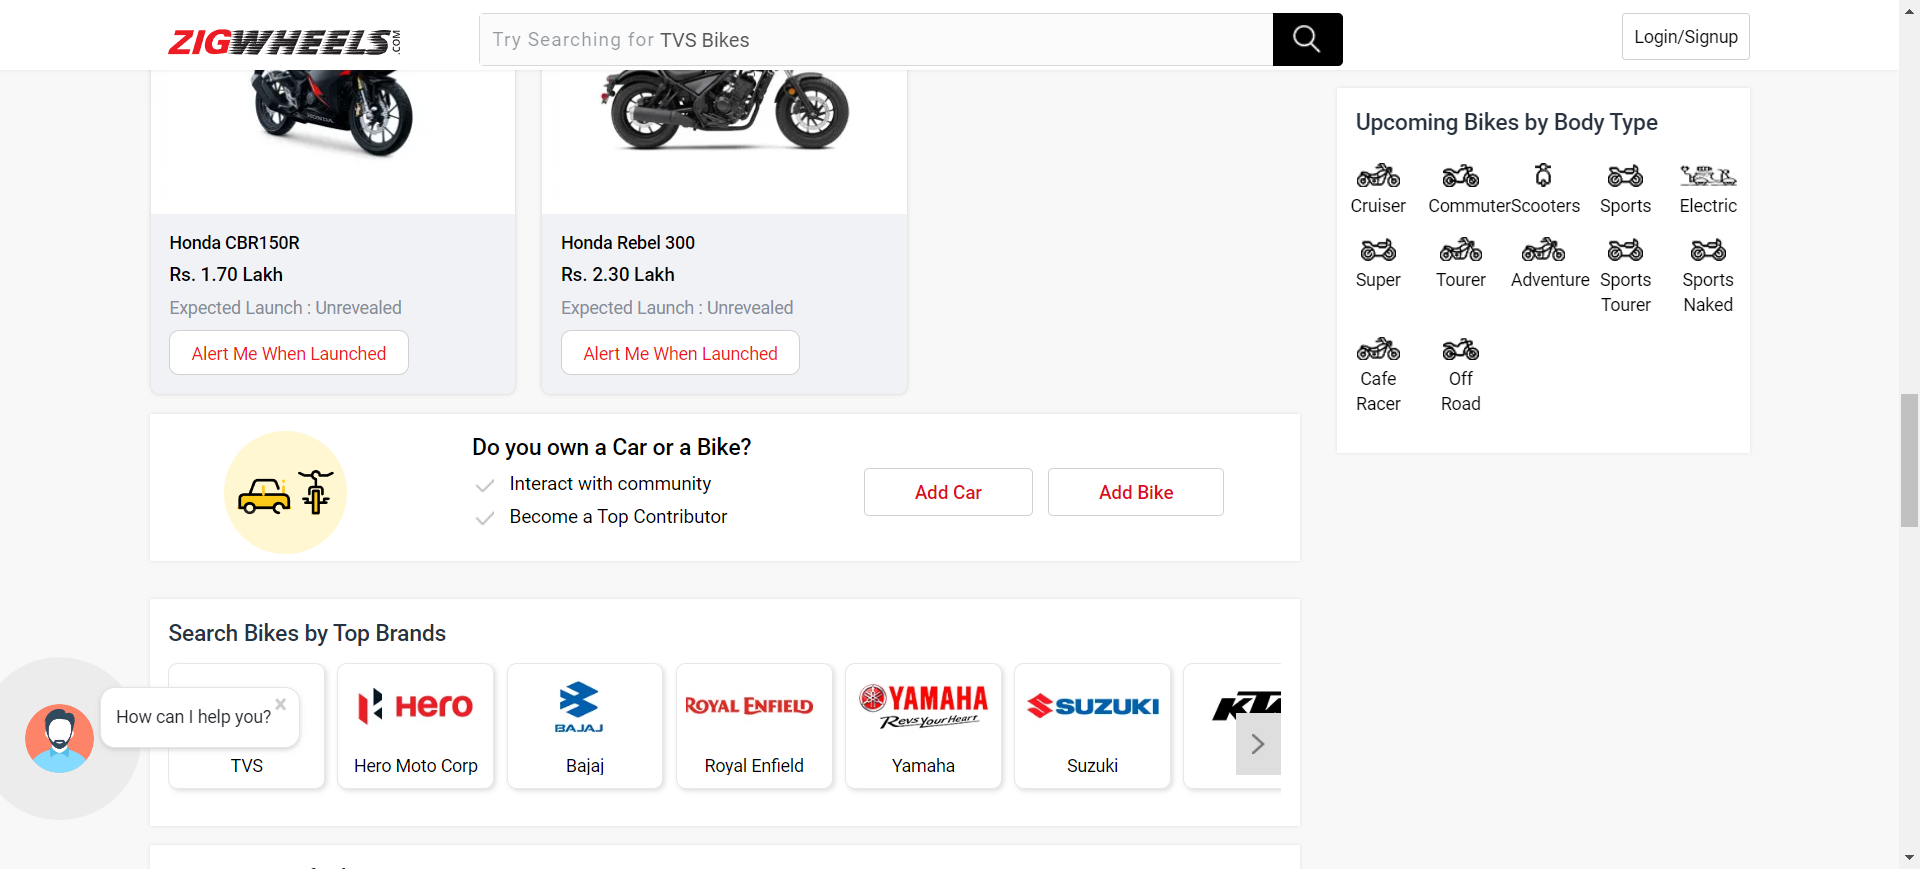 ZIGWHEELS.COM
Try Searching for TVS Bikes
Login/Signup
HONDA
Honda CBR150R
Rs. 1.70 Lakh
Expected Launch : Unrevealed
Alert Me When Launched
Honda Rebel 300
Rs. 2.30 Lakh
Expected Launch : Unrevealed
Alert Me When Launched
Upcoming Bikes by Body Type
Cruiser
Commuter
Scooters
Sports
Electric
Super
Tourer
Adventure
Sports
Tourer
Sports
Naked
Cafe
Racer
Off
Road
Do you own a Car or a Bike?
Interact with community
Become a Top Contributor
Add Car
Add Bike
Search Bikes by Top Brands
TVS
Hero
Hero Moto Corp
BAJAJ
Bajaj
ROYAL ENFIELD
Royal Enfield
YAMAHA
Revs Your Heart
Yamaha
SUZUKI
Suzuki
KTM
How can I help you?